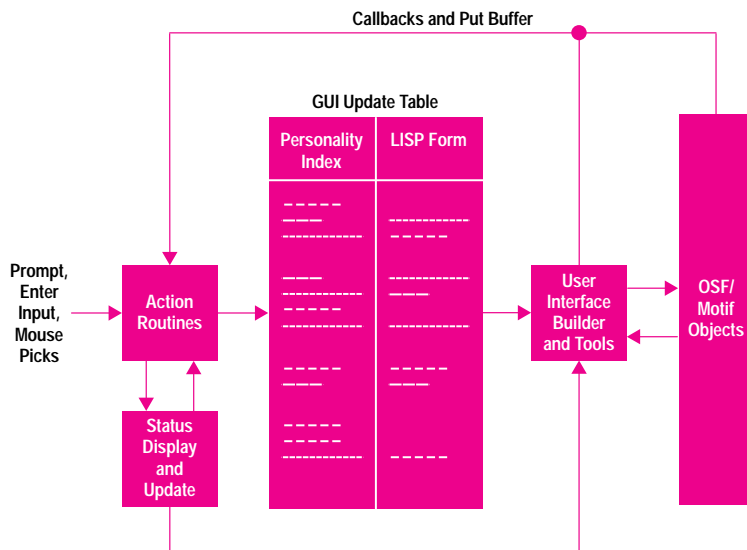 Callbacks and Put Buffer
GUI Update Table
Personality
Index
LISP Form
Prompt,
Enter
Input,
Mouse
Picks
Action
Routines
User
Interface
Builder
and Tools
OSF/
Motif
Objects
Status
Display
and
Update